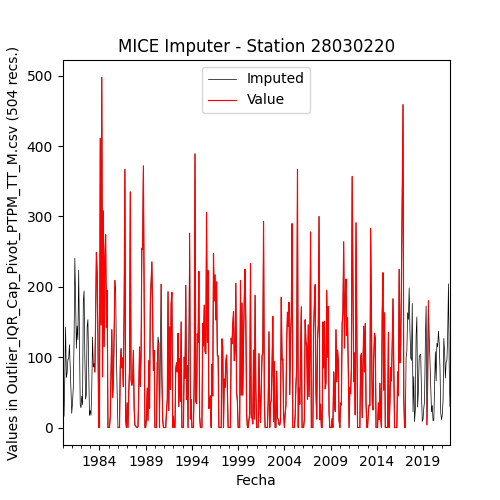 MICE Imputer - Station 28030220
Imputed
Value
Values in Outlier_IQR_Cap_Pivot_PTPM_TT_M.csv (504 recs.)
500
400
300
200
100
0
1984 1989 1994 1999 2004 2009 2014 2019
Fecha